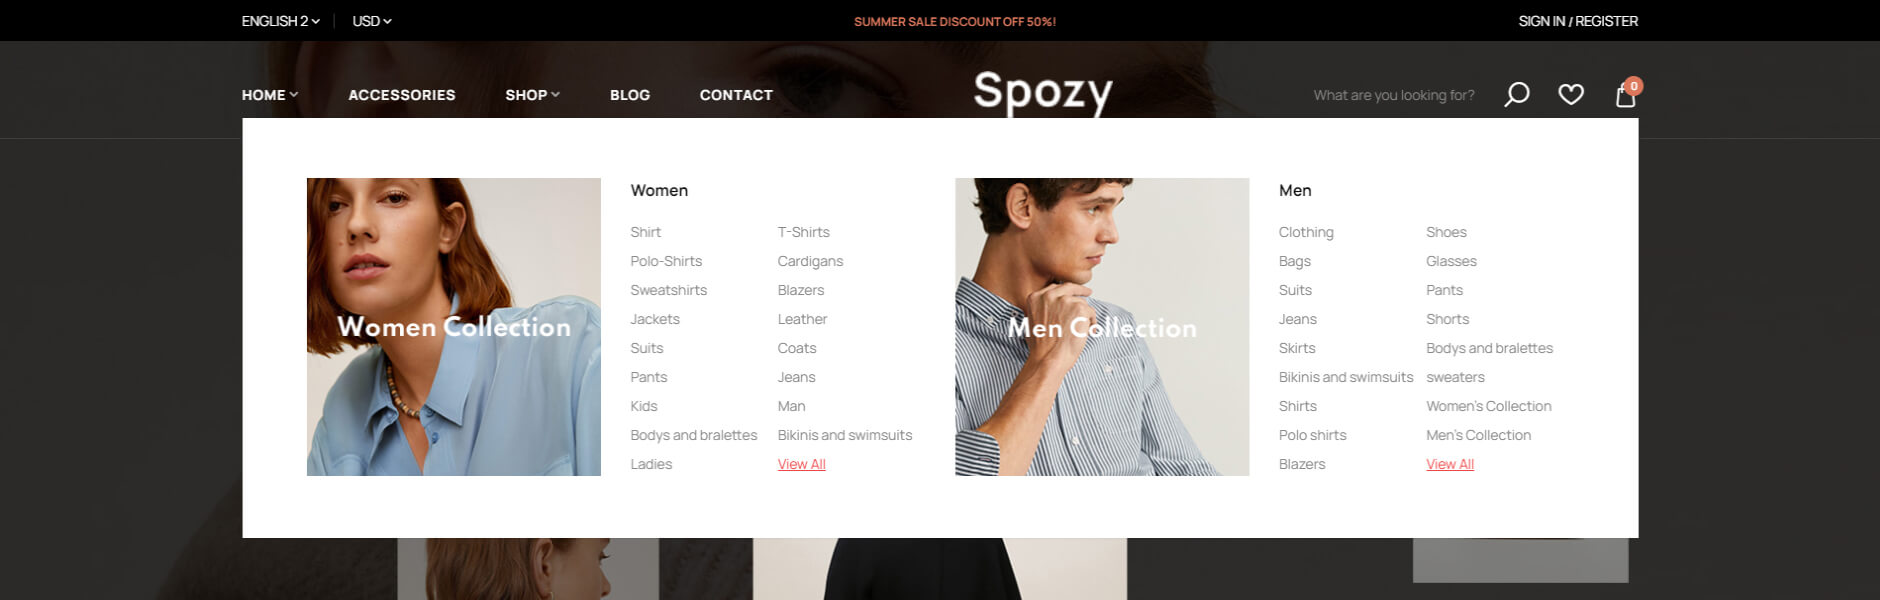 ENGLISH 2 USD SUMMER SALE DISCOUNT OFF 50%! SIGN IN / REGISTER
HOME ACCESSORIES SHOP BLOG CONTACT Spozy What are you looking for? 0
Women Collection
Women
Shirt T-Shirts
Polo-Shirts Cardigans
Sweatshirts Blazers
Jackets Leather
Suits Coats
Pants Jeans
Kids Man
Bodys and bralettes Bikinis and swimsuits
Ladies View All
Men Collection
Men
Clothing Shoes
Bags Glasses
Suits Pants
Jeans Shorts
Skirts Bodys and bralettes
Bikinis and swimsuits sweaters
Shirts Women's Collection
Polo shirts Men's Collection
Blazers View All